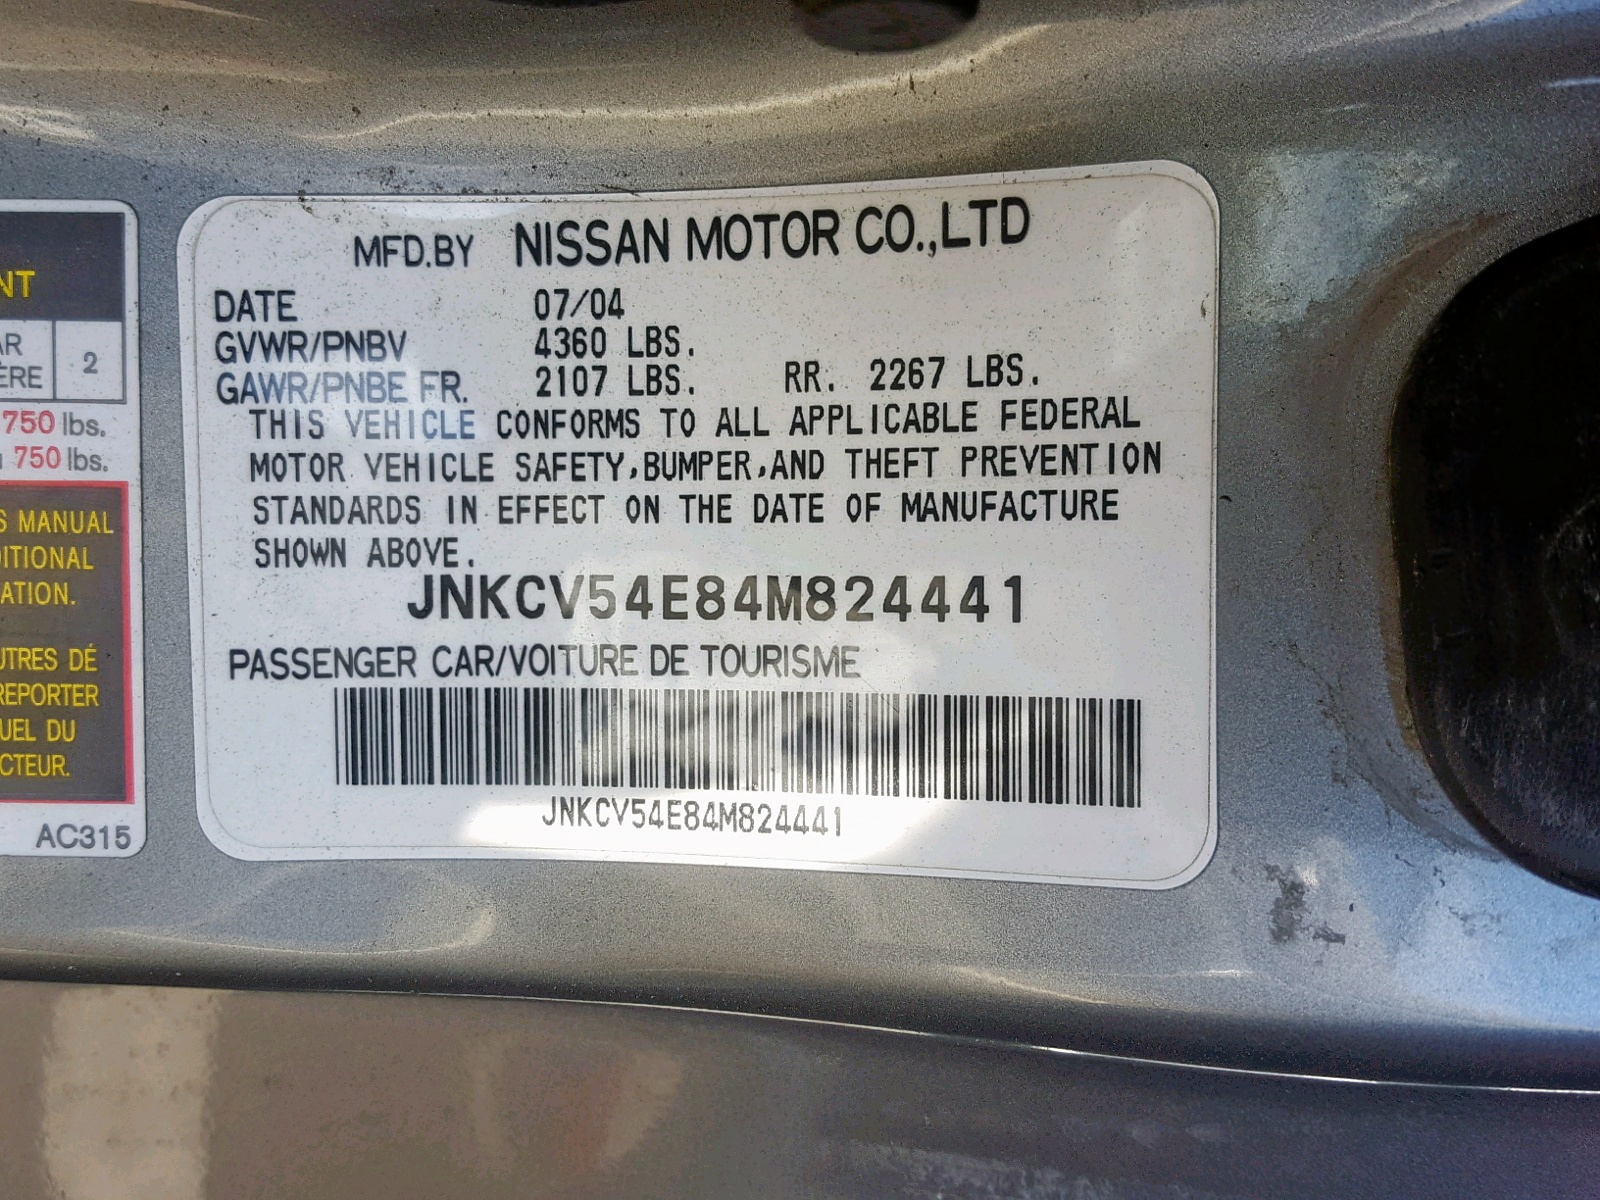 MFD.BY NISSAN MOTOR CO.,LTD
DATE 07/04
GVWR/PNBV 4360 LBS.
GAWR/PNBE FR. 2107 LBS. RR. 2267 LBS.
THIS VEHICLE CONFORMS TO ALL APPLICABLE FEDERAL
MOTOR VEHICLE SAFETY,BUMPER,AND THEFT PREVENTION
STANDARDS IN EFFECT ON THE DATE OF MANUFACTURE
SHOWN ABOVE.
JNKCV54E84M824441
PASSENGER CAR/VOITURE DE TOURISME
JNKCV54E84M824441
NT
AR
ÈRE
2
750 lbs.
750 lbs.
S MANUAL
DITIONAL
ATION.
UTRES DÉ
REPORTER
UEL DU
CTEUR.
AC315